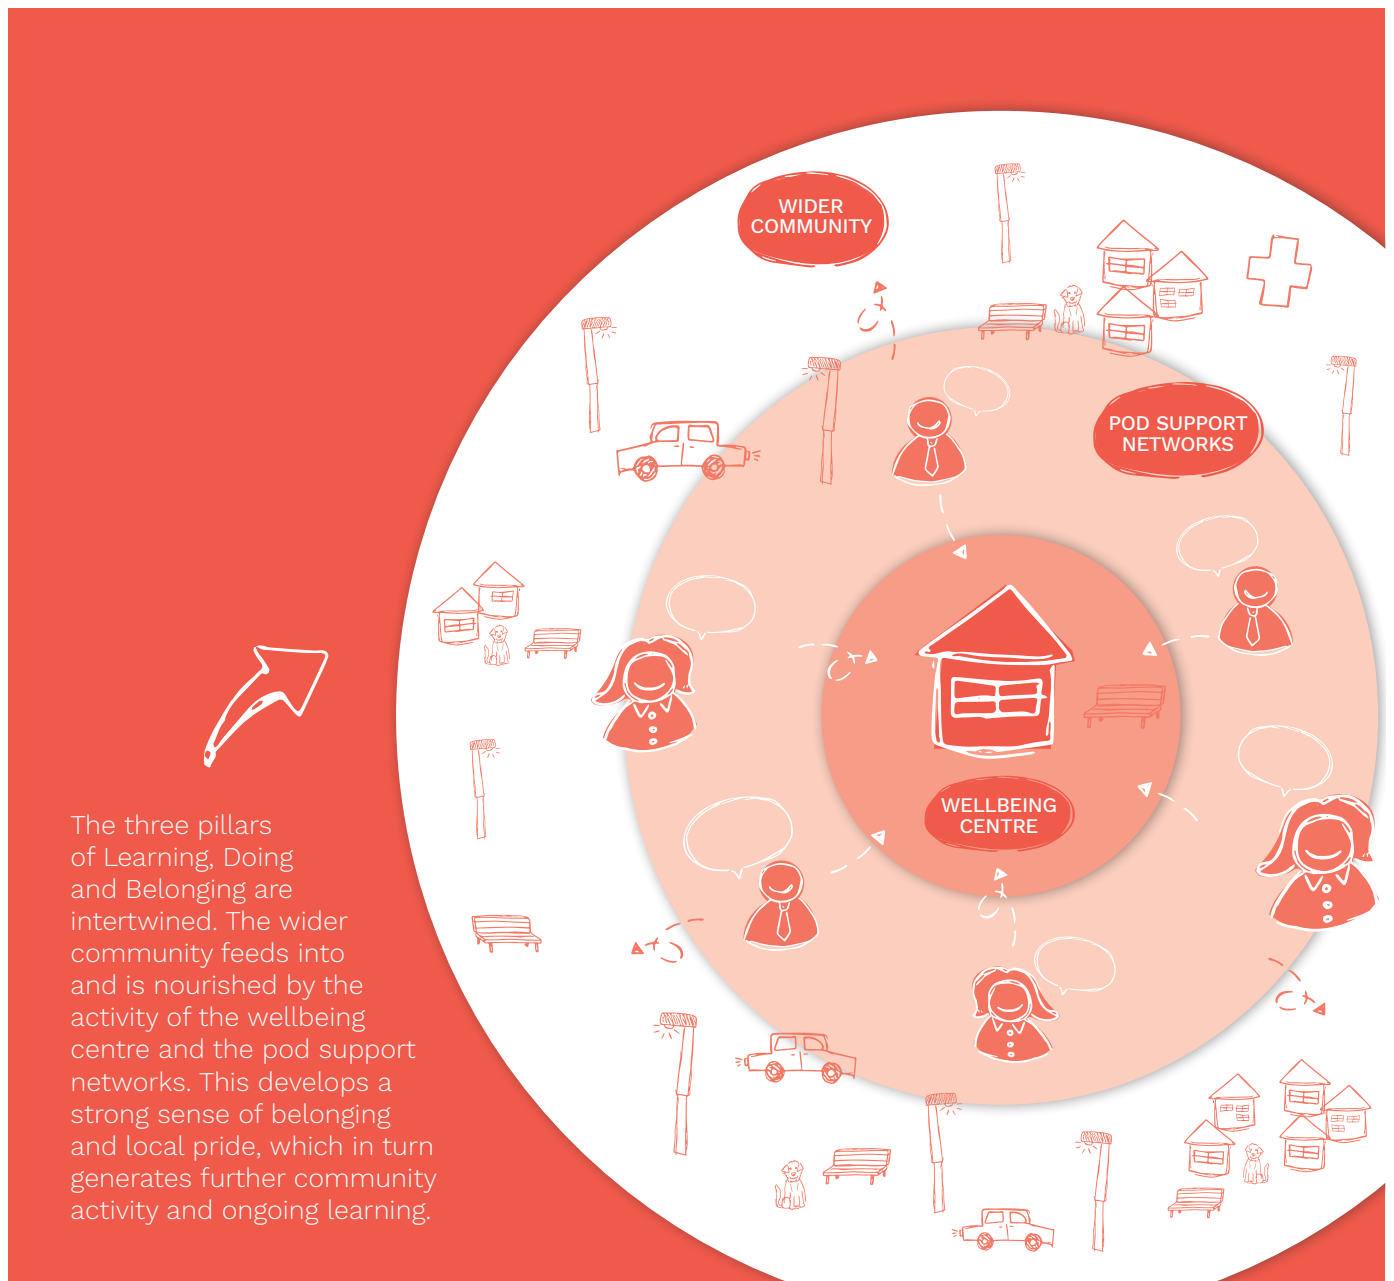 WIDER
COMMUNITY
POD SUPPORT
NETWORKS
WELLBEING
CENTRE
The three pillars
of Learning, Doing
and Belonging are
intertwined. The wider
community feeds into
and is nourished by the
activity of the wellbeing
centre and the pod support
networks. This develops a
strong sense of belonging
and local pride, which in turn
generates further community
activity and ongoing learning.